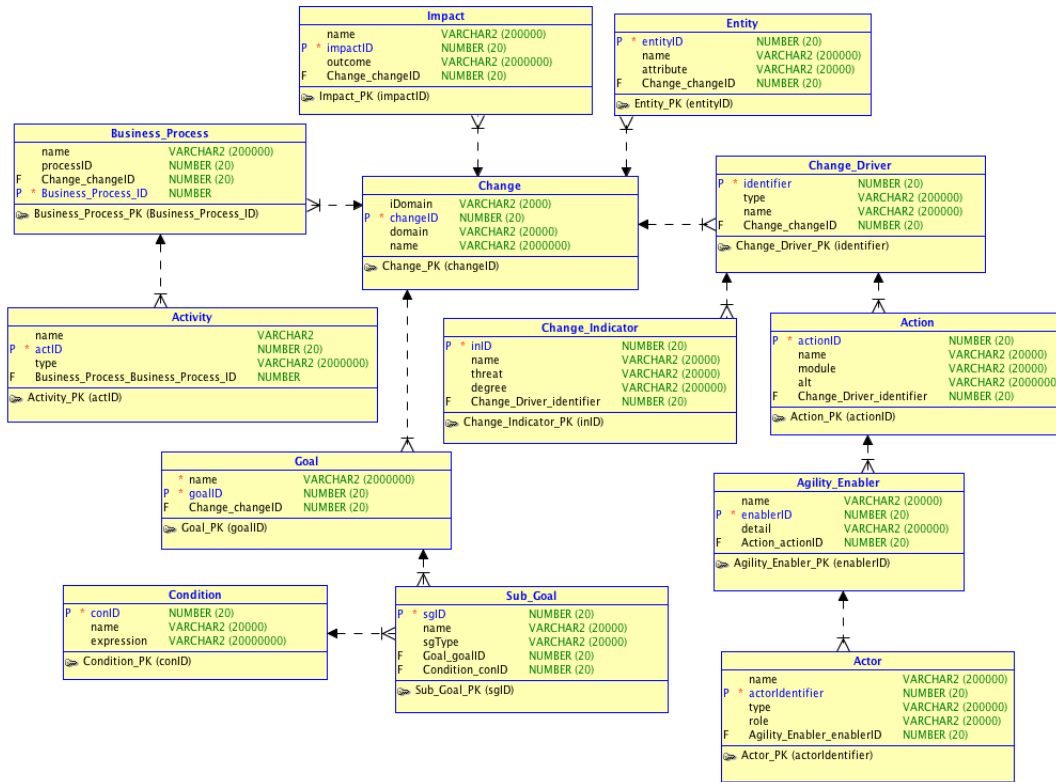 Impact
name VARCHAR2 (200000)
P * impactID NUMBER (20)
outcome VARCHAR2 (2000000)
F Change_changeID NUMBER (20)
Impact_PK (impactID)
Entity
P * entityID NUMBER (20)
name VARCHAR2 (200000)
attribute VARCHAR2 (20000)
F Change_changeID NUMBER (20)
Entity_PK (entityID)
Business_Process
name VARCHAR2 (200000)
processID NUMBER (20)
F Change_changeID NUMBER (20)
P * Business_Process_ID NUMBER
Business_Process_PK (Business_Process_ID)
Change
iDomain VARCHAR2 (2000)
P * changeID NUMBER (20)
domain VARCHAR2 (20000)
name VARCHAR2 (2000000)
Change_PK (changeID)
Change_Driver
P * identifier NUMBER (20)
type VARCHAR2 (200000)
name VARCHAR2 (200000)
F Change_changeID NUMBER (20)
Change_Driver_PK (identifier)
Activity
name VARCHAR2
P * actID NUMBER (20)
type VARCHAR2 (2000000)
F Business_Process_Business_Process_ID NUMBER
Activity_PK (actID)
Change_Indicator
P * inID NUMBER (20)
name VARCHAR2 (20000)
threat VARCHAR2 (20000)
degree VARCHAR2 (200000)
F Change_Driver_identifier NUMBER (20)
Change_Indicator_PK (inID)
Action
P * actionID NUMBER (20)
name VARCHAR2 (20000)
module VARCHAR2 (20000)
alt VARCHAR2 (2000000)
F Change_Driver_identifier NUMBER (20)
Action_PK (actionID)
Goal
* name VARCHAR2 (2000000)
P * goalID NUMBER (20)
F Change_changeID NUMBER (20)
Goal_PK (goalID)
Agility_Enabler
name VARCHAR2 (20000)
P * enablerID NUMBER (20)
detail VARCHAR2 (200000)
F Action_actionID NUMBER (20)
Agility_Enabler_PK (enablerID)
Condition
P * conID NUMBER (20)
name VARCHAR2 (20000)
expression VARCHAR2 (20000000)
Condition_PK (conID)
Sub_Goal
P * sgID NUMBER (20)
name VARCHAR2 (20000)
sgType VARCHAR2 (20000)
F Goal_goalID NUMBER (20)
F Condition_conID NUMBER (20)
Sub_Goal_PK (sgID)
Actor
name VARCHAR2 (200000)
P * actorIdentifier NUMBER (20)
type VARCHAR2 (200000)
role VARCHAR2 (20000)
F Agility_Enabler_enablerID NUMBER (20)
Actor_PK (actorIdentifier)